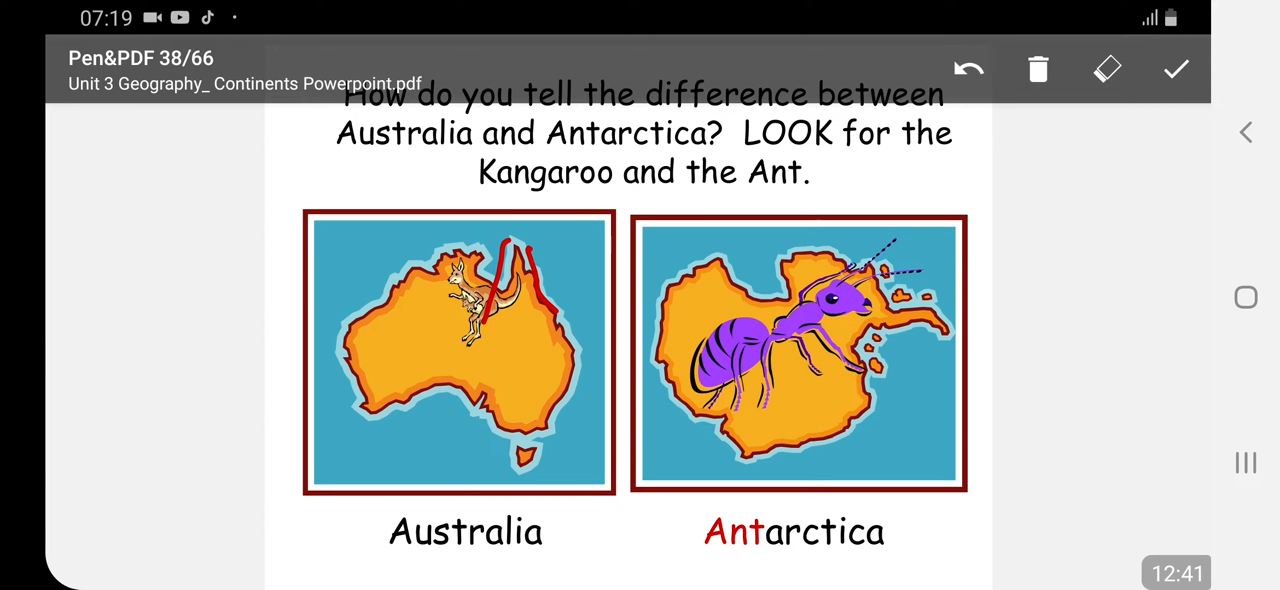 07:19
Pen&PDF 38/66
Unit 3 Geography_ Continents Powerpoint.pdf
How do you tell the difference between
Australia and Antarctica? LOOK for the
Kangaroo and the Ant.
Australia
Antarctica
12:41